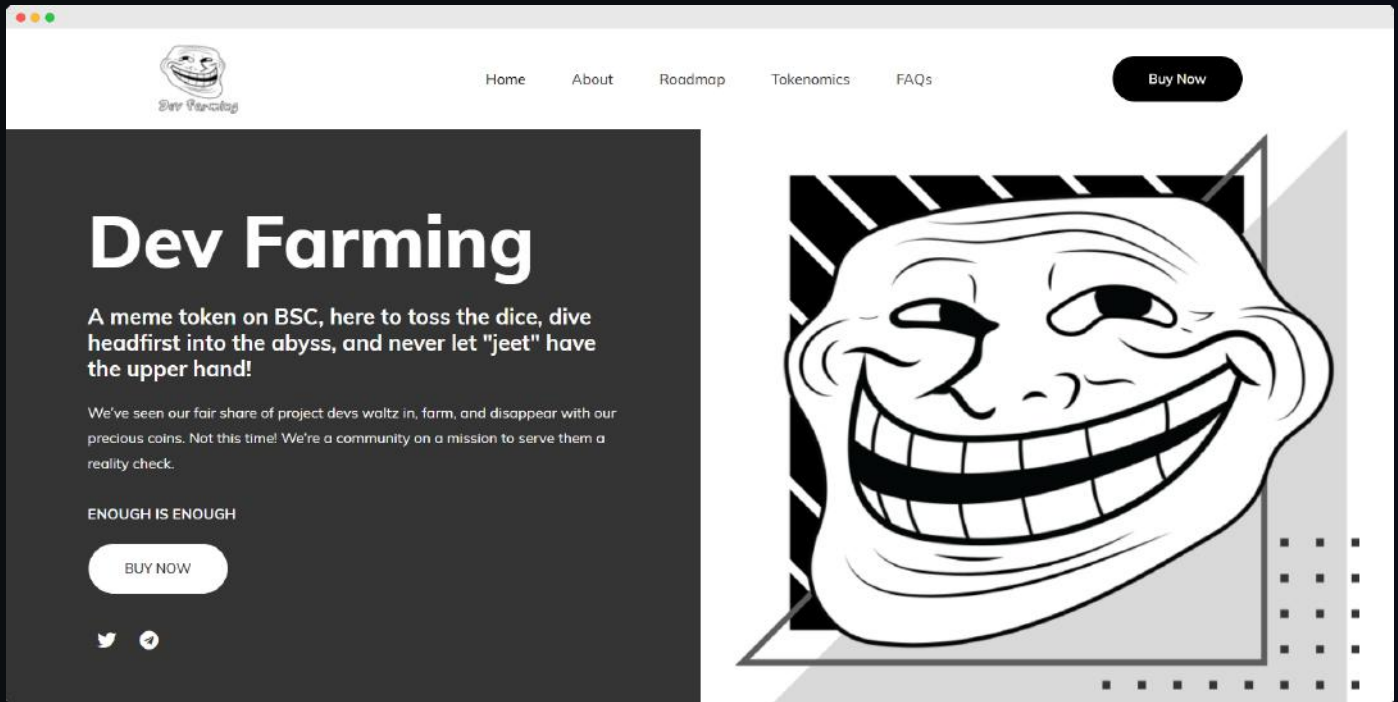 Dev Farming
Home
About
Roadmap
Tokenomics
FAQs
Buy Now
Dev Farming
A meme token on BSC, here to toss the dice, dive
headfirst into the abyss, and never let "jeet" have
the upper hand!
We've seen our fair share of project devs waltz in, farm, and disappear with our
precious coins. Not this time! We're a community on a mission to serve them a
reality check.
ENOUGH IS ENOUGH
BUY NOW